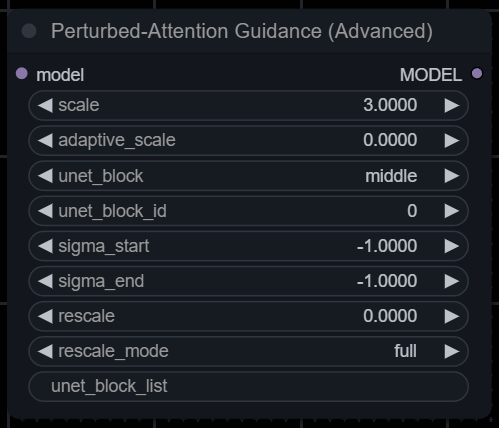 Perturbed-Attention Guidance (Advanced)
model MODEL
scale 3.0000
adaptive_scale 0.0000
unet_block middle
unet_block_id 0
sigma_start -1.0000
sigma_end -1.0000
rescale 0.0000
rescale_mode full
unet_block_list